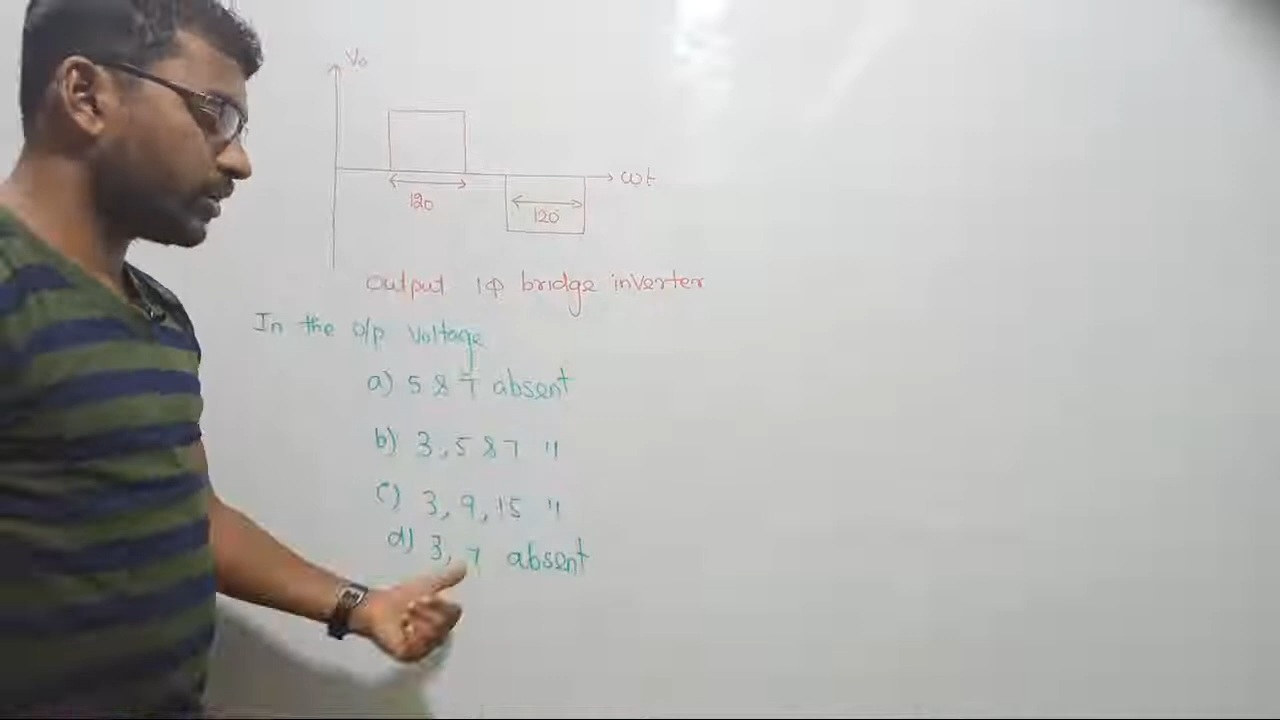 Vo
ωt
120
120
output 1Φ bridge inverter
In the o/p voltage
a) 5 & 7 absent
b) 3, 5 & 7 "
c) 3, 9, 15 "
d) 3, 7 absent